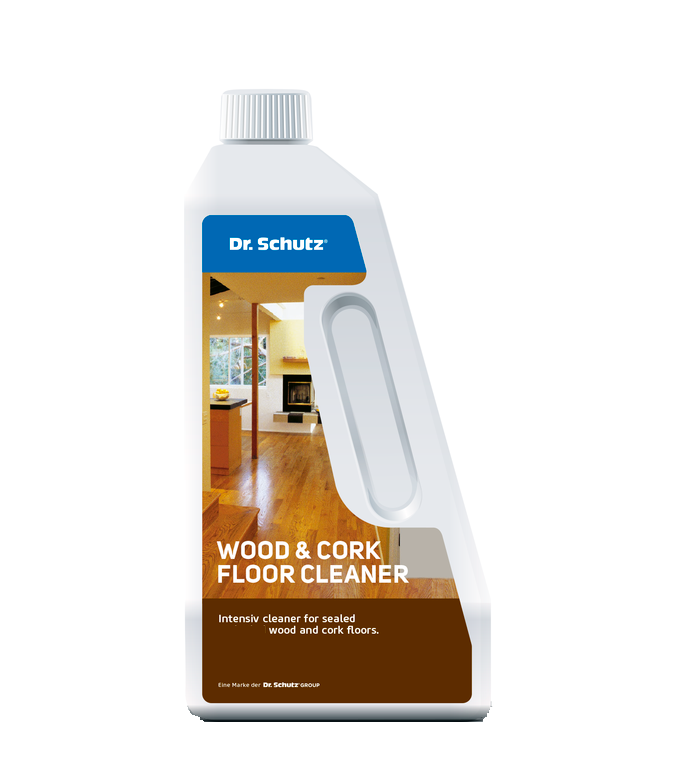 Dr. Schutz®
WOOD & CORK
FLOOR CLEANER
Intensiv cleaner for sealed
wood and cork floors.
Eine Marke der Dr. Schutz® GROUP